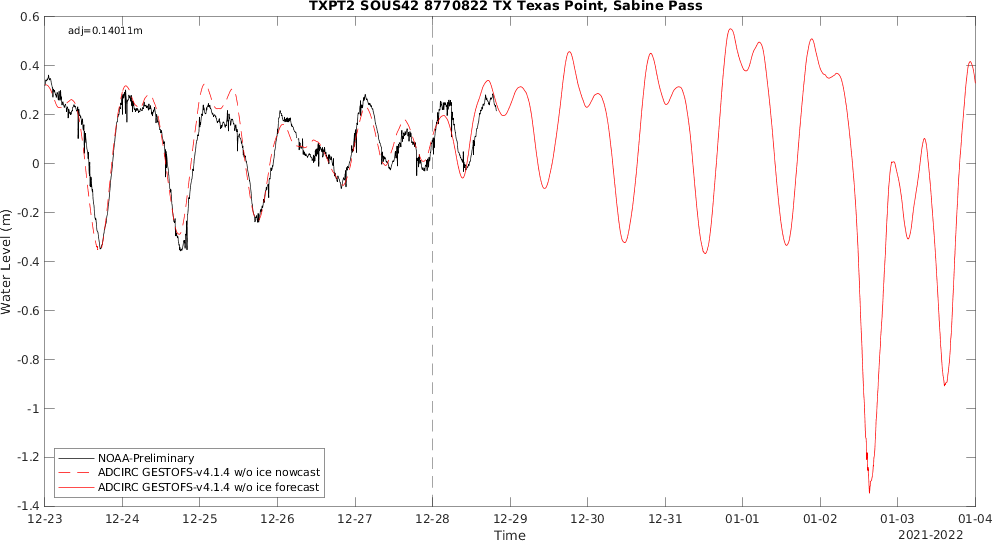 TXPT2 SOUS42 8770822 TX Texas Point, Sabine Pass
adj=0.14011m
0.6
0.4
0.2
0
-0.2
-0.4
-0.6
-0.8
-1
-1.2
-1.4
Water Level (m)
NOAA-Preliminary
ADCIRC GESTOFS-v4.1.4 w/o ice nowcast
ADCIRC GESTOFS-v4.1.4 w/o ice forecast
12-23 12-24 12-25 12-26 12-27 12-28 12-29 12-30 12-31 01-01 01-02 01-03 01-04
Time
2021-2022